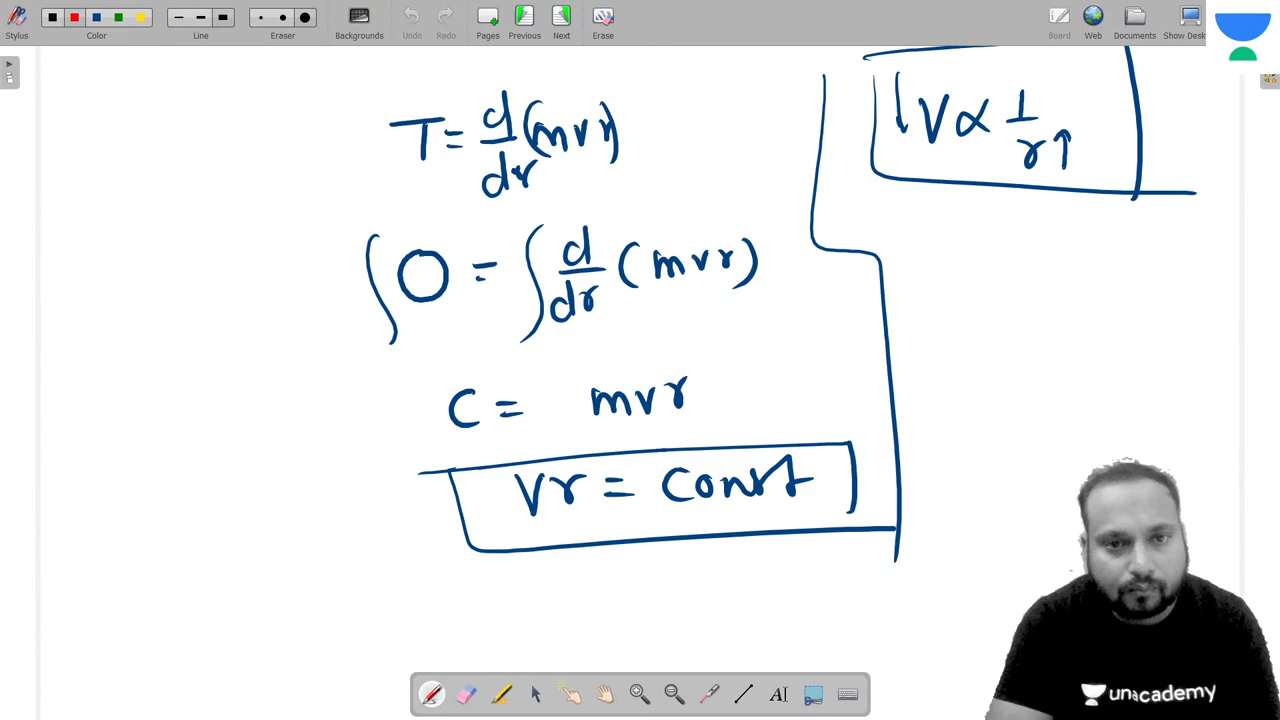 Stylus
Color
Line
Eraser
Backgrounds
Undo
Redo
Pages
Previous
Next
Erase
Board
Web
Documents
Show Desk
T = d/dr (mvr)
∫ 0 = ∫ d/dr (mvr)
C = mvr
Vr = const
↓V ∝ 1/r↑
AI
unacademy